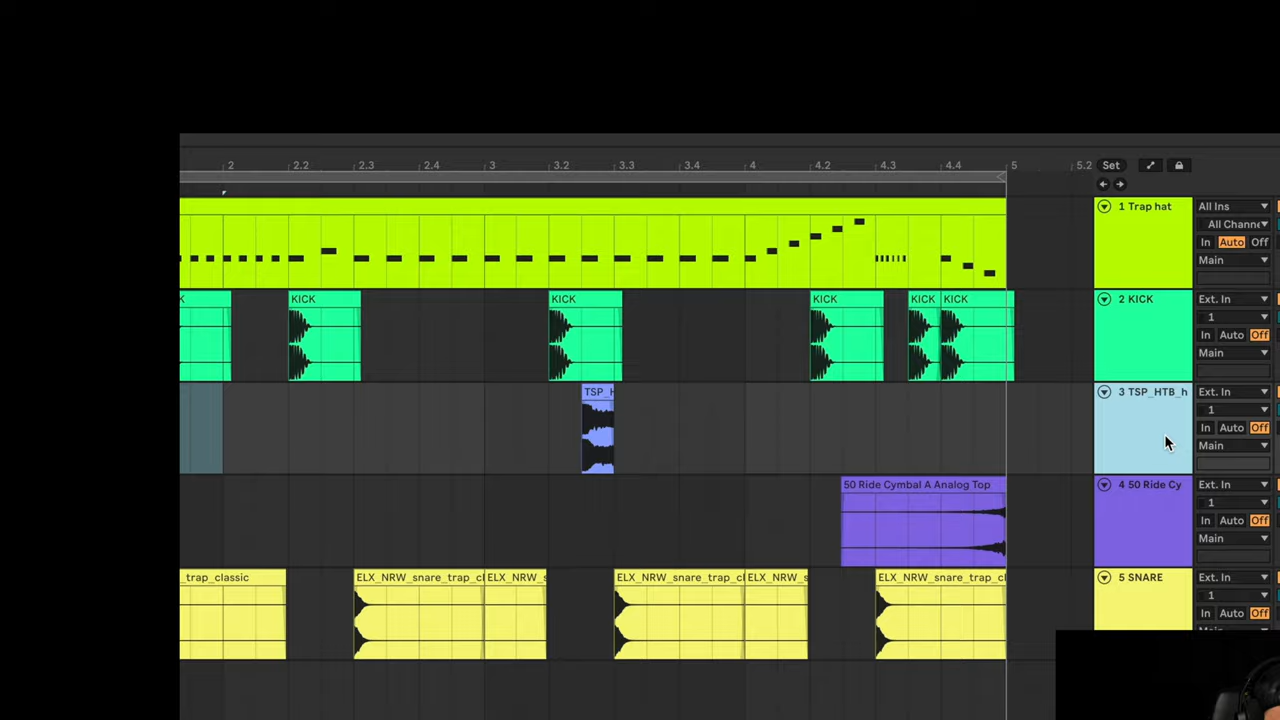 2 2.2 2.3 2.4 3 3.2 3.3 3.4 4 4.2 4.3 4.4 5 5.2 Set
1 Trap hat All Ins
All Channe
In Auto Off
Main
K KICK KICK KICK KICK KICK 2 KICK Ext. In
1
In Auto Off
Main
TSP_H 3 TSP_HTB_h Ext. In
1
In Auto Off
Main
50 Ride Cymbal A Analog Top 4 50 Ride Cy Ext. In
1
In Auto Off
Main
_trap_classic ELX_NRW_snare_trap_cl ELX_NRW_s ELX_NRW_snare_trap_cl ELX_NRW_s ELX_NRW_snare_trap_cl 5 SNARE Ext. In
1
In Auto Off